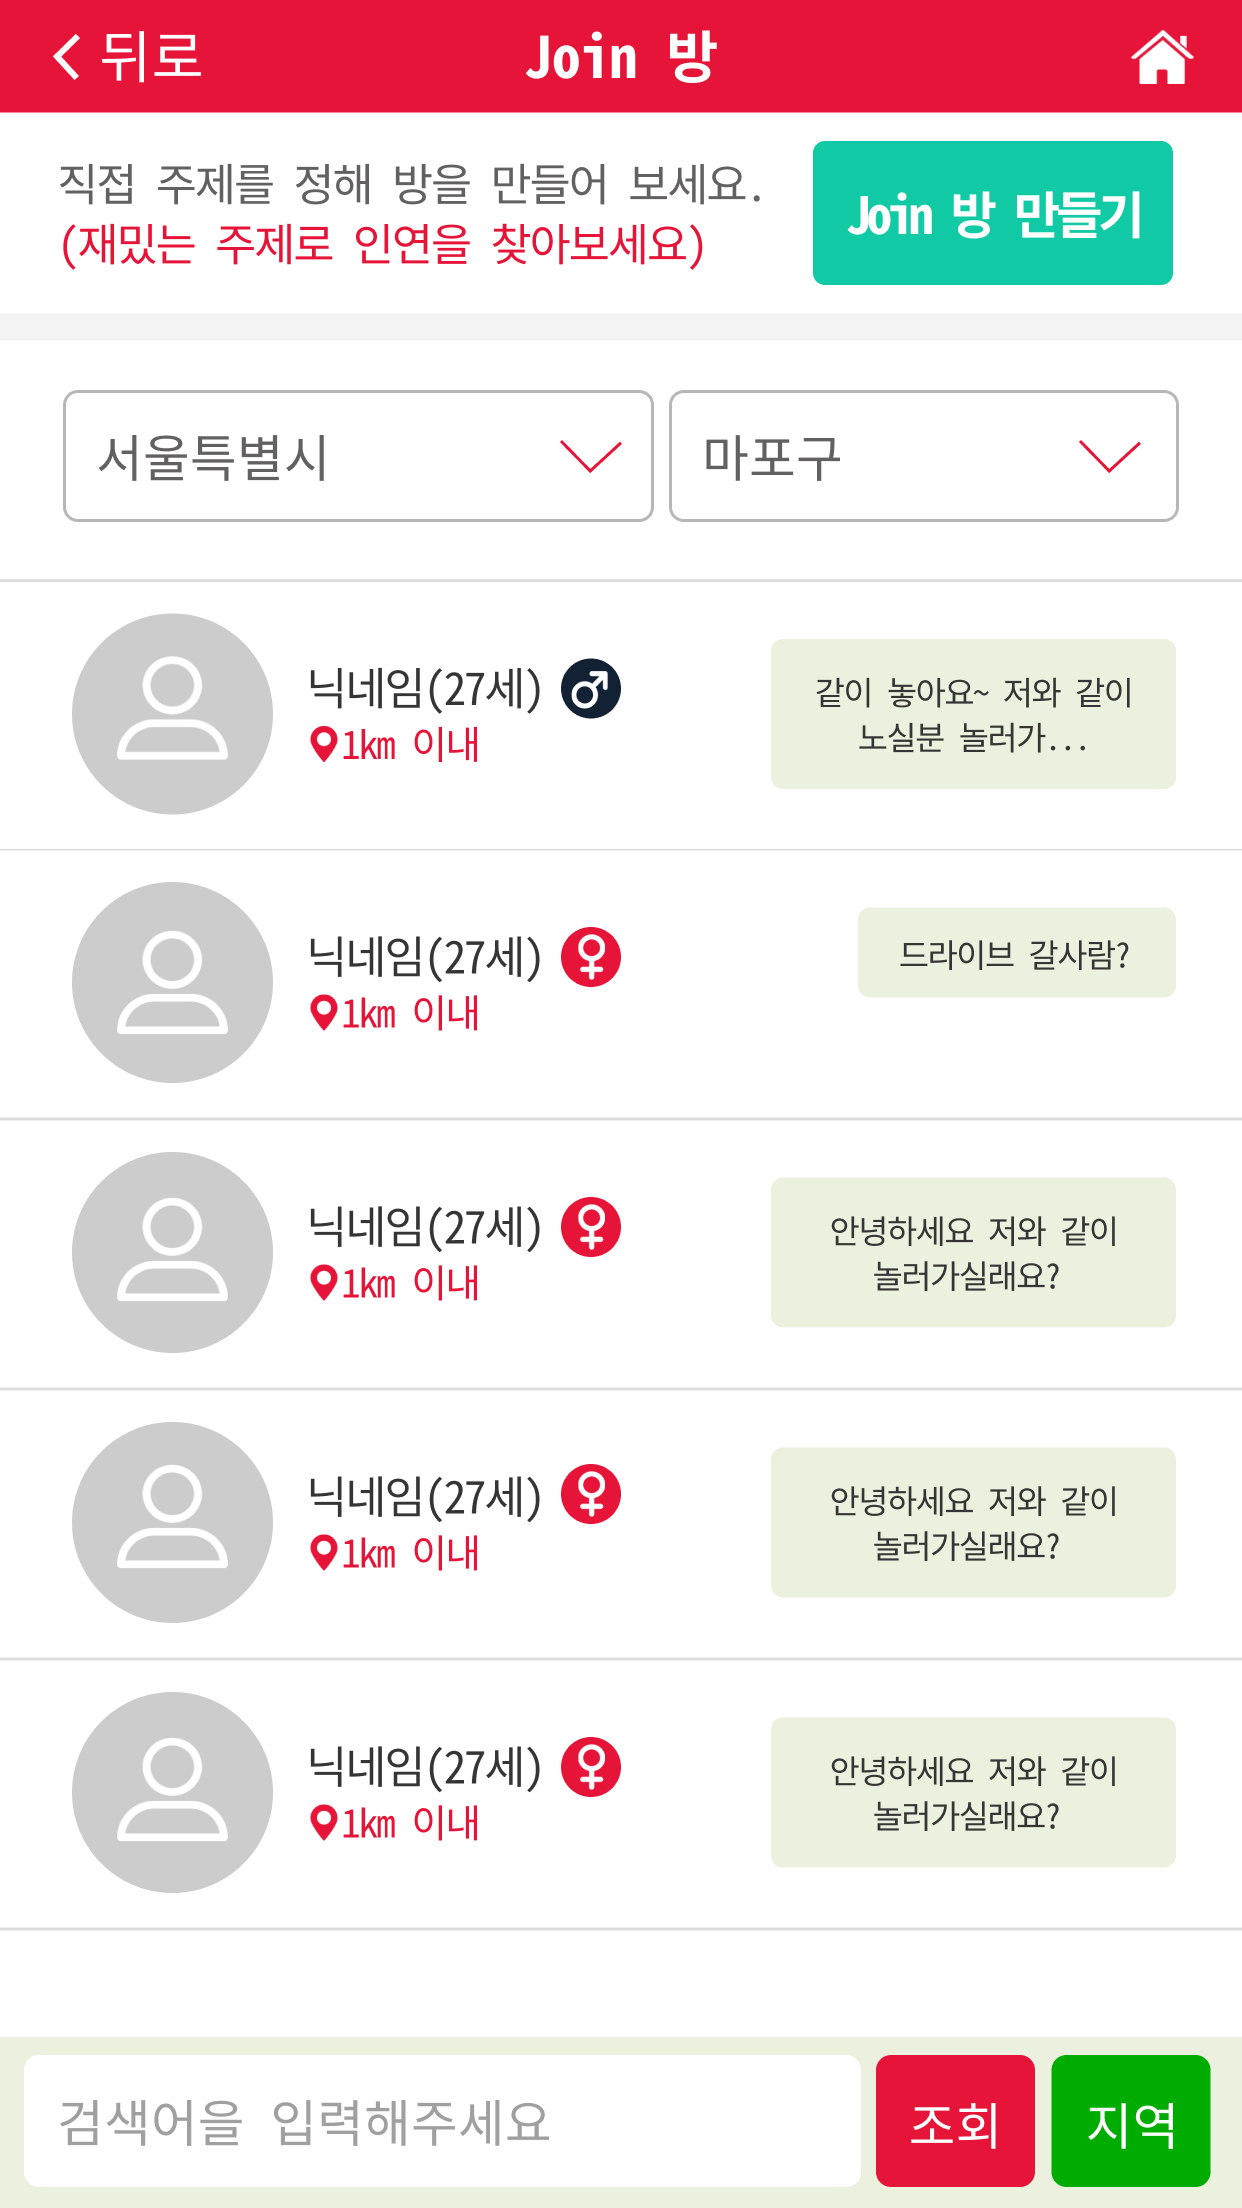 뒤로
Join 방
직접 주제를 정해 방을 만들어 보세요.
(재밌는 주제로 인연을 찾아보세요)
Join 방 만들기
서울특별시
마포구
닉네임(27세)
1km 이내
같이 놓아요~ 저와 같이
노실분 놀러가...
닉네임(27세)
1km 이내
드라이브 갈사람?
닉네임(27세)
1km 이내
안녕하세요 저와 같이
놀러가실래요?
닉네임(27세)
1km 이내
안녕하세요 저와 같이
놀러가실래요?
닉네임(27세)
1km 이내
안녕하세요 저와 같이
놀러가실래요?
검색어을 입력해주세요
조회
지역